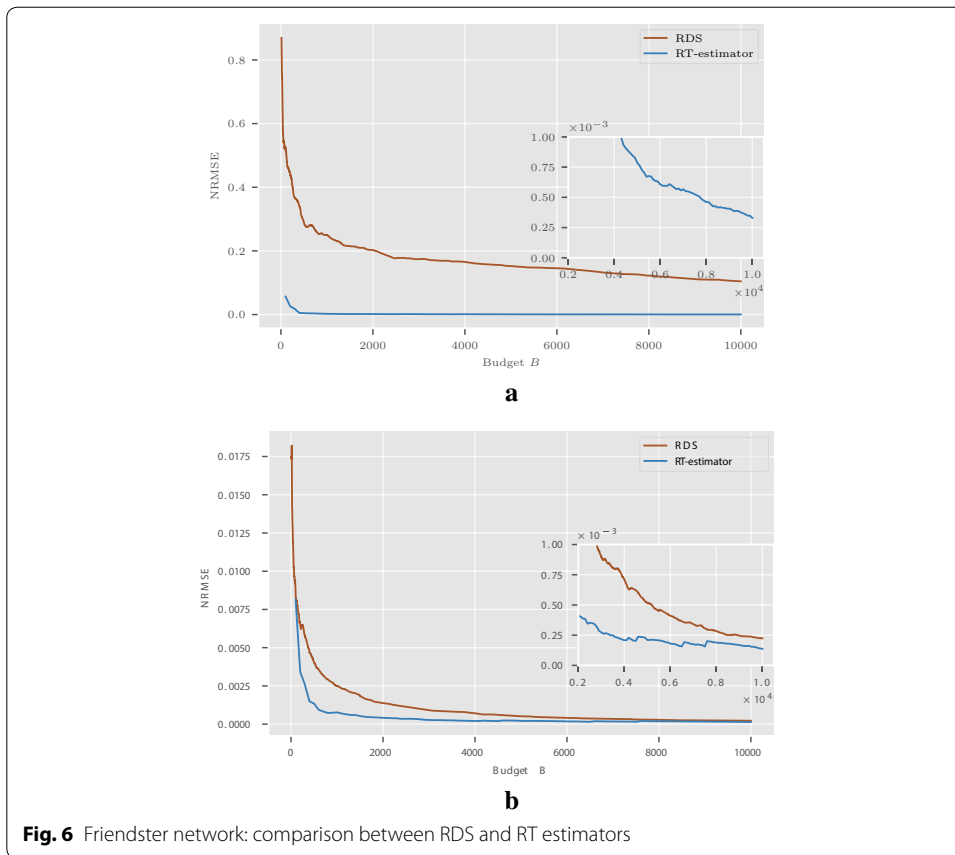 RDS
RT-estimator
0.8
0.6
0.4
0.2
0.0
NRMSE
×10−3
1.00
0.75
0.50
0.25
0.00
0.2 0.4 0.6 0.8 1.0
×104
0 2000 4000 6000 8000 10000
Budget B
a
RDS
RT-estimator
0.0175
0.0150
0.0125
0.0100
0.0075
0.0050
0.0025
0.0000
NRMSE
× 10−3
1.00
0.75
0.50
0.25
0.00
0.2 0.4 0.6 0.8 1.0
× 104
0 2000 4000 6000 8000 10000
Budget B
b
Fig. 6 Friendster network: comparison between RDS and RT estimators